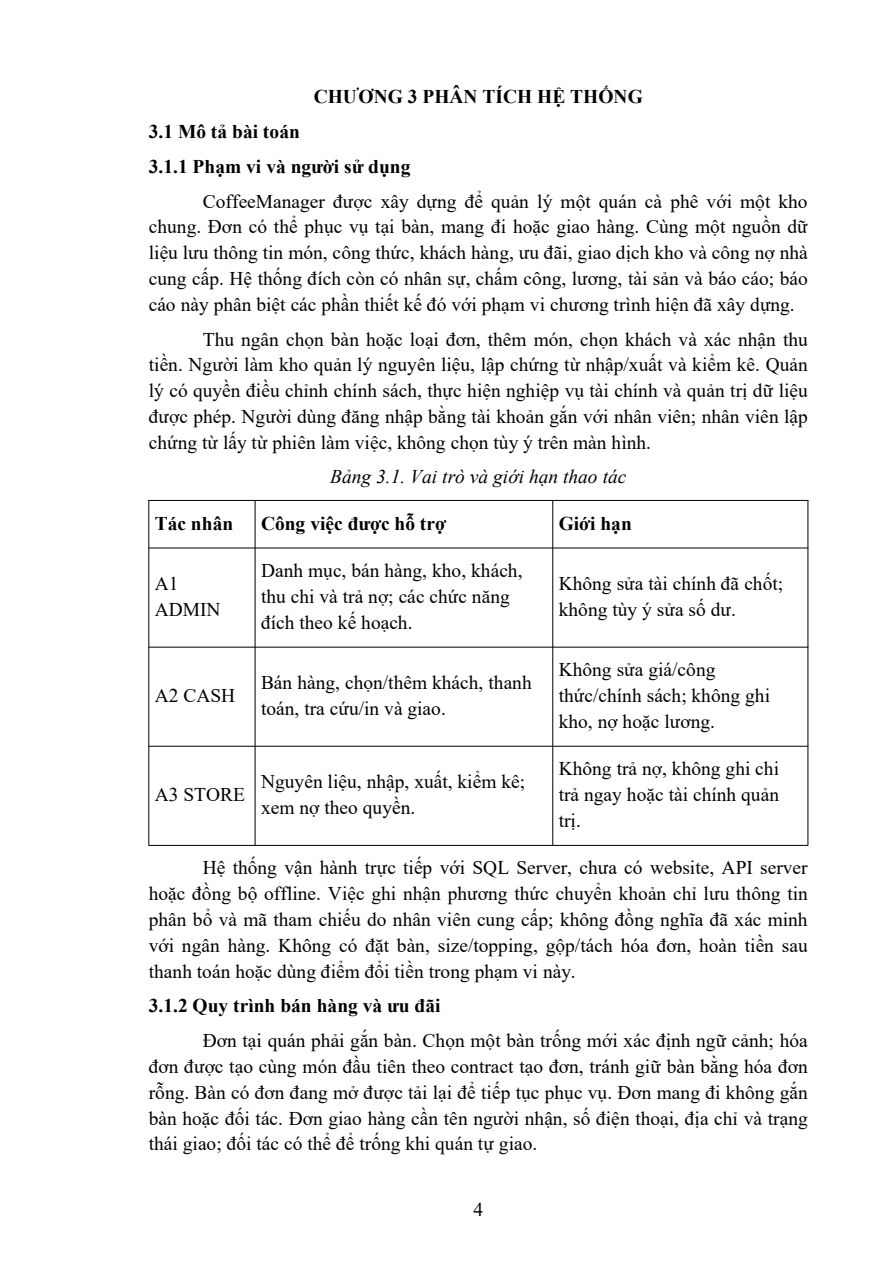 CHƯƠNG 3 PHÂN TÍCH HỆ THỐNG
3.1 Mô tả bài toán
3.1.1 Phạm vi và người sử dụng
CoffeeManager được xây dựng để quản lý một quán cà phê với một kho
chung. Đơn có thể phục vụ tại bàn, mang đi hoặc giao hàng. Cùng một nguồn dữ
liệu lưu thông tin món, công thức, khách hàng, ưu đãi, giao dịch kho và công nợ nhà
cung cấp. Hệ thống đích còn có nhân sự, chấm công, lương, tài sản và báo cáo; báo
cáo này phân biệt các phần thiết kế đó với phạm vi chương trình hiện đã xây dựng.
Thu ngân chọn bàn hoặc loại đơn, thêm món, chọn khách và xác nhận thu
tiền. Người làm kho quản lý nguyên liệu, lập chứng từ nhập/xuất và kiểm kê. Quản
lý có quyền điều chỉnh chính sách, thực hiện nghiệp vụ tài chính và quản trị dữ liệu
được phép. Người dùng đăng nhập bằng tài khoản gắn với nhân viên; nhân viên lập
chứng từ lấy từ phiên làm việc, không chọn tùy ý trên màn hình.
Bảng 3.1. Vai trò và giới hạn thao tác
Tác nhân Công việc được hỗ trợ Giới hạn
A1
ADMIN
Danh mục, bán hàng, kho, khách,
thu chi và trả nợ; các chức năng
đích theo kế hoạch.
Không sửa tài chính đã chốt;
không tùy ý sửa số dư.
A2 CASH
Bán hàng, chọn/thêm khách, thanh
toán, tra cứu/in và giao.
Không sửa giá/công
thức/chính sách; không ghi
kho, nợ hoặc lương.
A3 STORE
Nguyên liệu, nhập, xuất, kiểm kê;
xem nợ theo quyền.
Không trả nợ, không ghi chi
trả ngay hoặc tài chính quản
trị.
Hệ thống vận hành trực tiếp với SQL Server, chưa có website, API server
hoặc đồng bộ offline. Việc ghi nhận phương thức chuyển khoản chỉ lưu thông tin
phân bổ và mã tham chiếu do nhân viên cung cấp; không đồng nghĩa đã xác minh
với ngân hàng. Không có đặt bàn, size/topping, gộp/tách hóa đơn, hoàn tiền sau
thanh toán hoặc dùng điểm đổi tiền trong phạm vi này.
3.1.2 Quy trình bán hàng và ưu đãi
Đơn tại quán phải gắn bàn. Chọn một bàn trống mới xác định ngữ cảnh; hóa
đơn được tạo cùng món đầu tiên theo contract tạo đơn, tránh giữ bàn bằng hóa đơn
rỗng. Bàn có đơn đang mở được tải lại để tiếp tục phục vụ. Đơn mang đi không gắn
bàn hoặc đối tác. Đơn giao hàng cần tên người nhận, số điện thoại, địa chỉ và trạng
thái giao; đối tác có thể để trống khi quán tự giao.
4